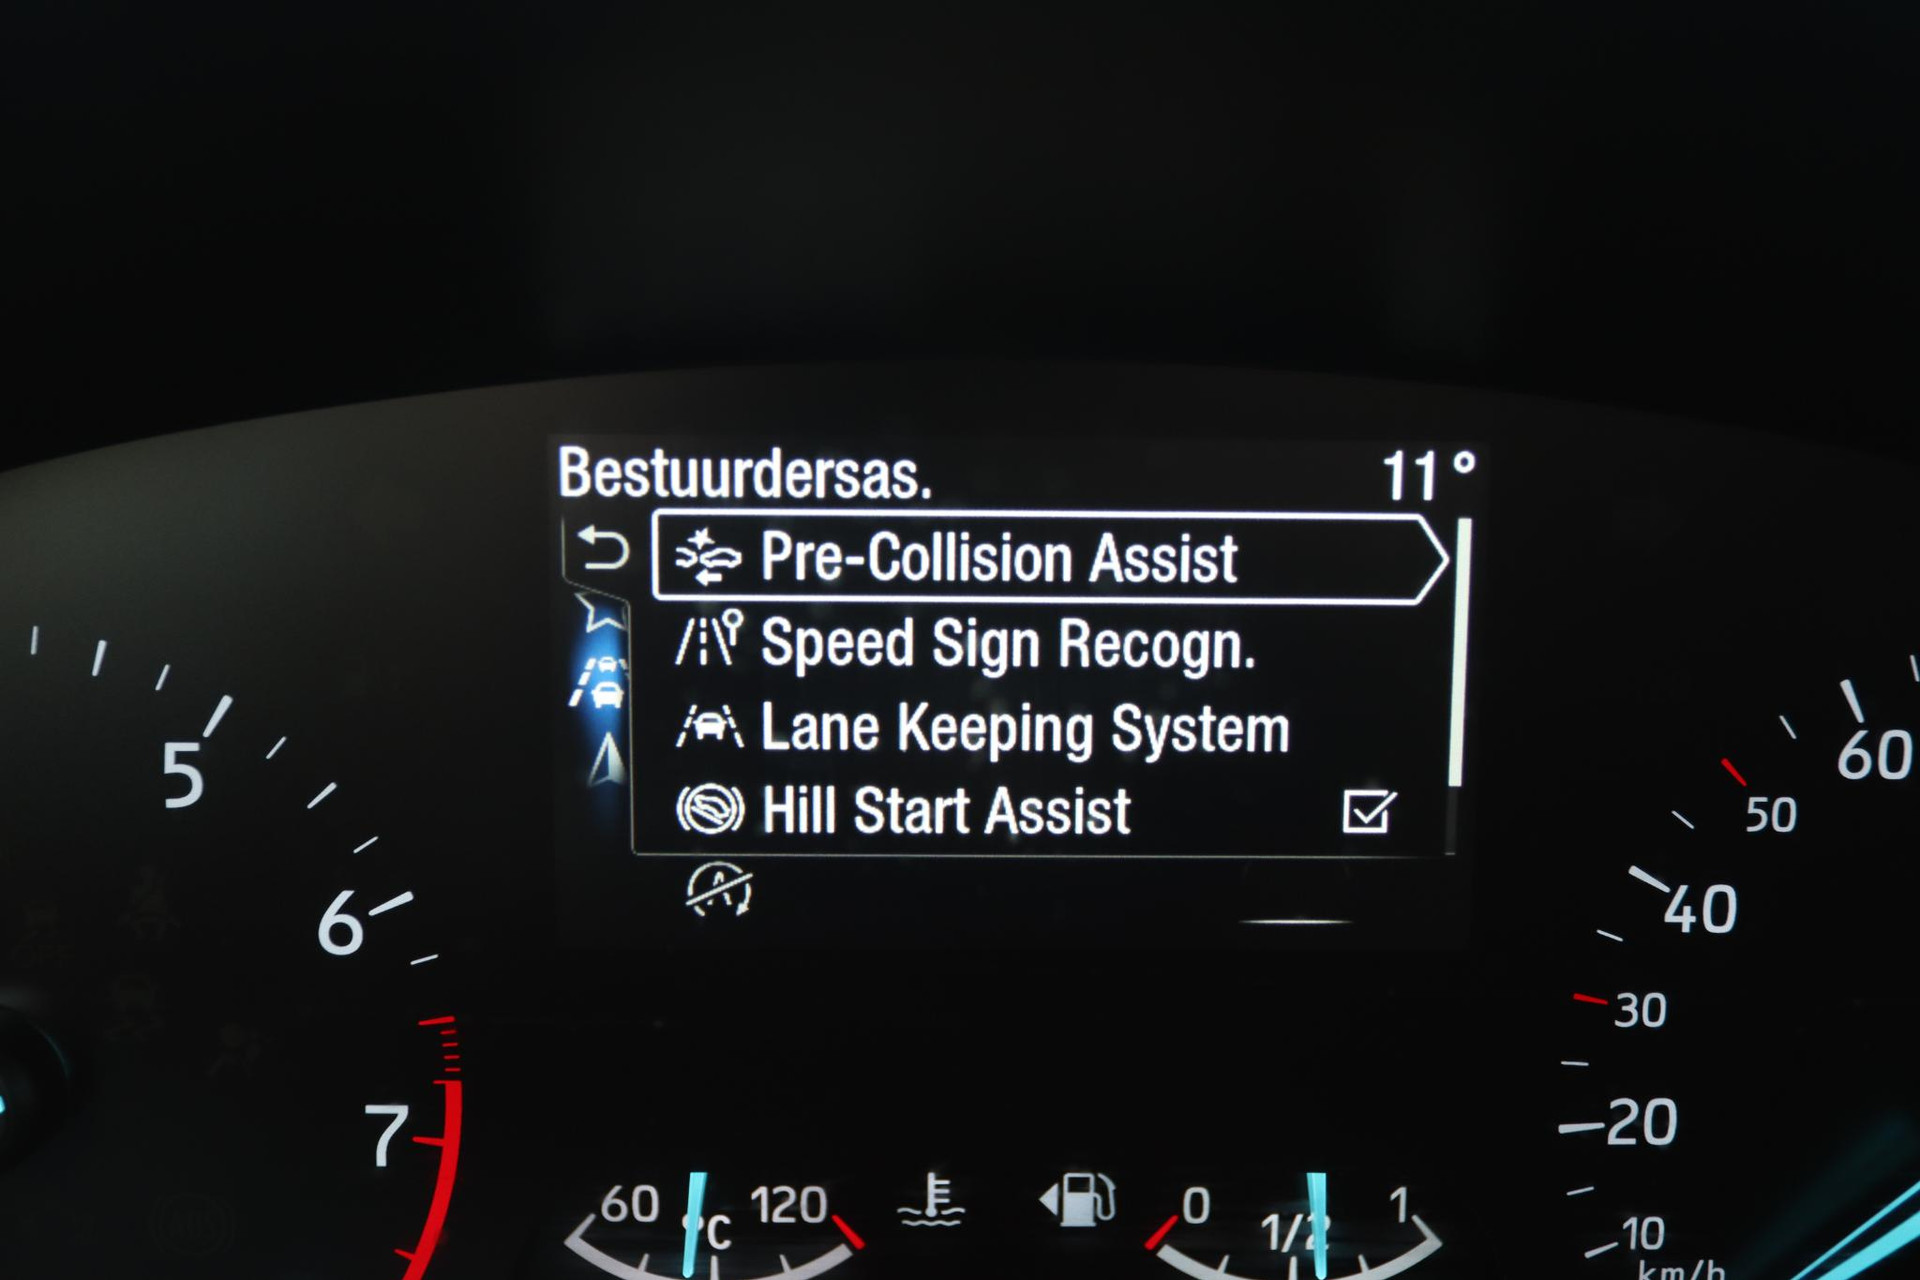 Bestuurdersas. 11°
Pre-Collision Assist
Speed Sign Recogn.
Lane Keeping System
Hill Start Assist
5
6
7
60
50
40
30
20
10
km/h
60 °C 120
0 1/2 1